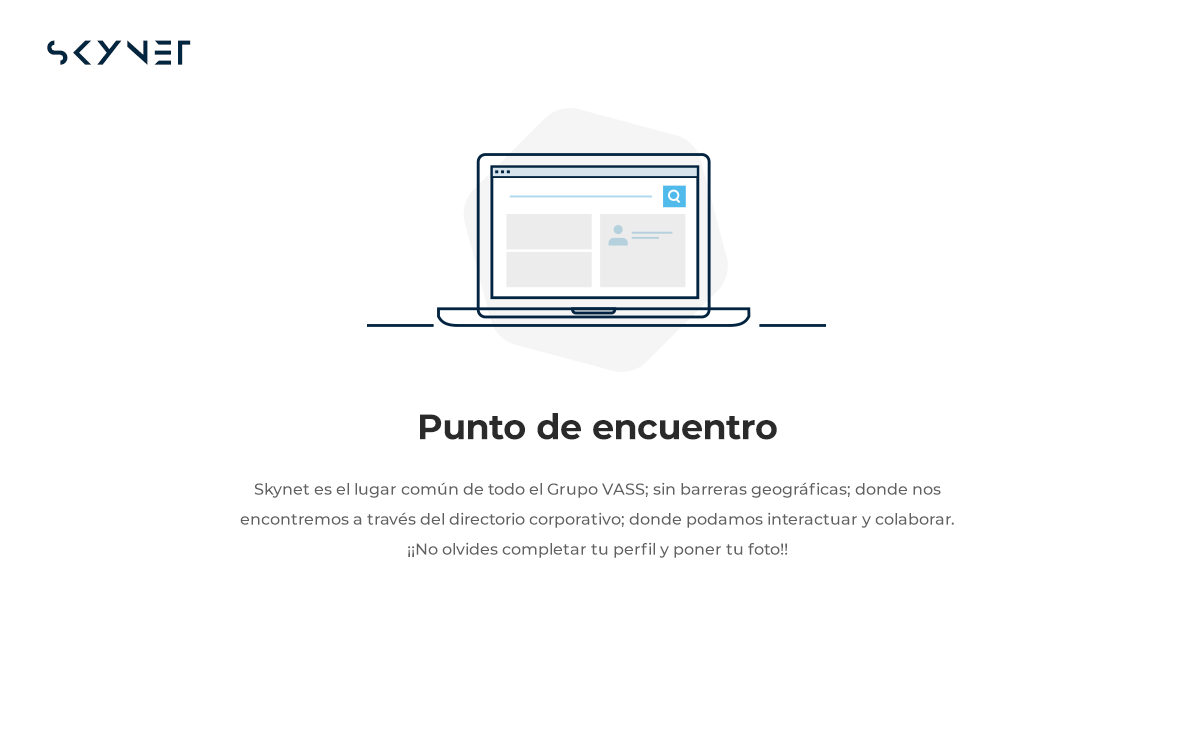 SKYNET
Punto de encuentro
Skynet es el lugar común de todo el Grupo VASS; sin barreras geográficas; donde nos
encontremos a través del directorio corporativo; donde podamos interactuar y colaborar.
¡¡No olvides completar tu perfil y poner tu foto!!